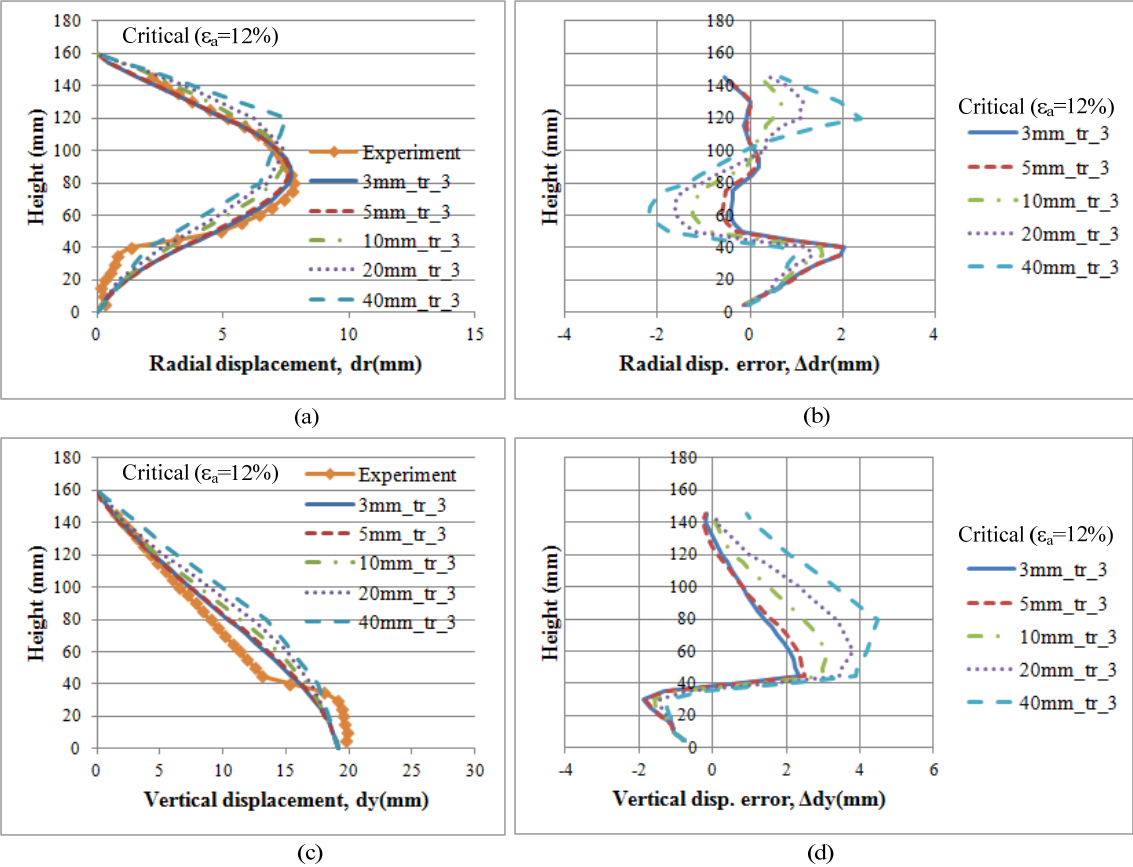 180
160
140
120
100
80
60
40
20
0
Height (mm)
Critical (εa=12%)
Experiment
3mm_tr_3
5mm_tr_3
10mm_tr_3
20mm_tr_3
40mm_tr_3
0 5 10 15
Radial displacement, dr(mm)
(a)
180
160
140
120
100
80
60
40
20
0
Height (mm)
-4 -2 0 2 4
Radial disp. error, Δdr(mm)
Critical (εa=12%)
3mm_tr_3
5mm_tr_3
10mm_tr_3
20mm_tr_3
40mm_tr_3
(b)
180
160
140
120
100
80
60
40
20
0
Height (mm)
Critical (εa=12%)
Experiment
3mm_tr_3
5mm_tr_3
10mm_tr_3
20mm_tr_3
40mm_tr_3
0 5 10 15 20 25 30
Vertical displacement, dy(mm)
(c)
180
160
140
120
100
80
60
40
20
0
Height (mm)
-4 -2 0 2 4 6
Vertical disp. error, Δdy(mm)
Critical (εa=12%)
3mm_tr_3
5mm_tr_3
10mm_tr_3
20mm_tr_3
40mm_tr_3
(d)